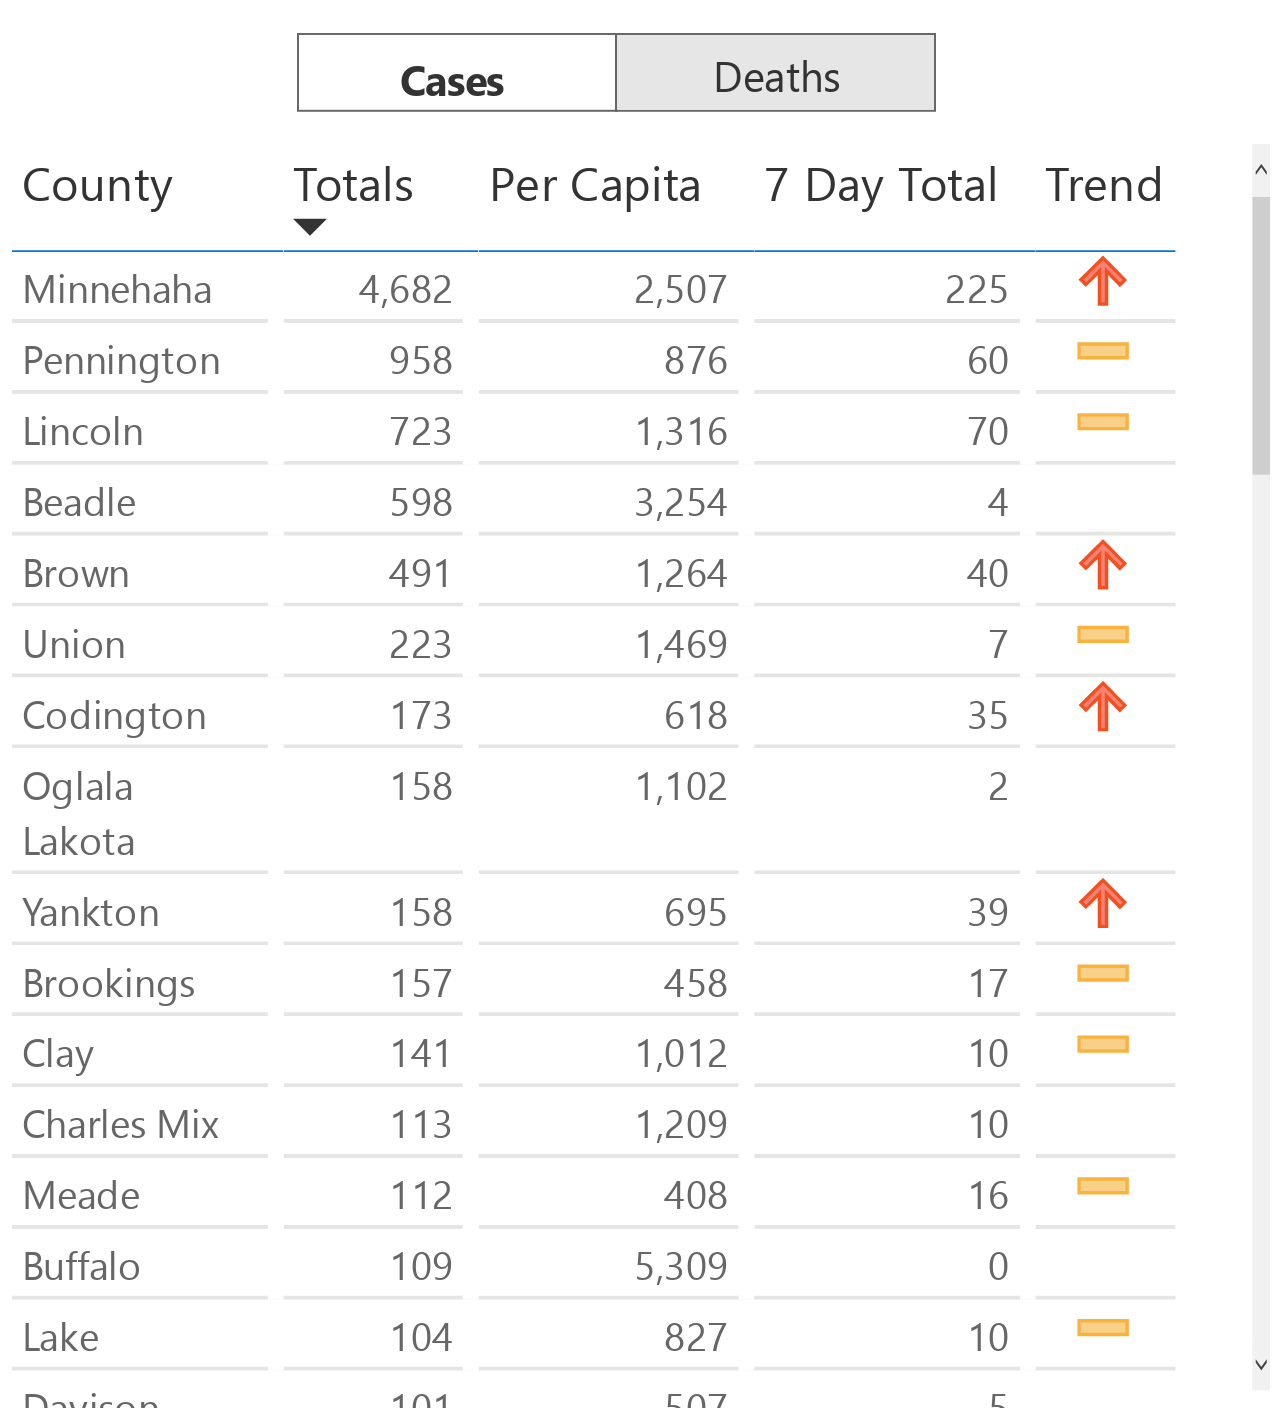 Cases Deaths
County Totals Per Capita 7 Day Total Trend
Minnehaha 4,682 2,507 225
Pennington 958 876 60
Lincoln 723 1,316 70
Beadle 598 3,254 4
Brown 491 1,264 40
Union 223 1,469 7
Codington 173 618 35
Oglala 158 1,102 2
Lakota
Yankton 158 695 39
Brookings 157 458 17
Clay 141 1,012 10
Charles Mix 113 1,209 10
Meade 112 408 16
Buffalo 109 5,309 0
Lake 104 827 10
Davison 101 507 5